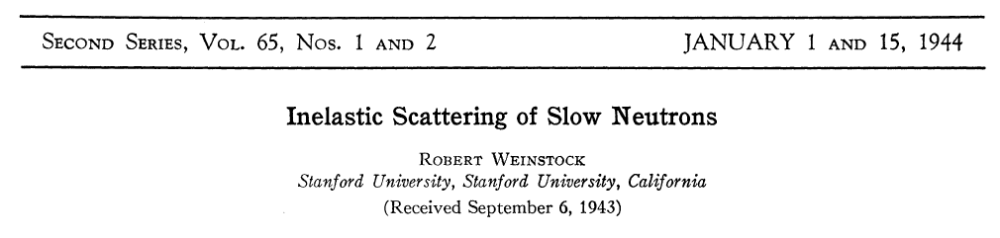 SECOND SERIES, VOL. 65, NOS. 1 AND 2 JANUARY 1 AND 15, 1944
Inelastic Scattering of Slow Neutrons
ROBERT WEINSTOCK
Stanford University, Stanford University, California
(Received September 6, 1943)